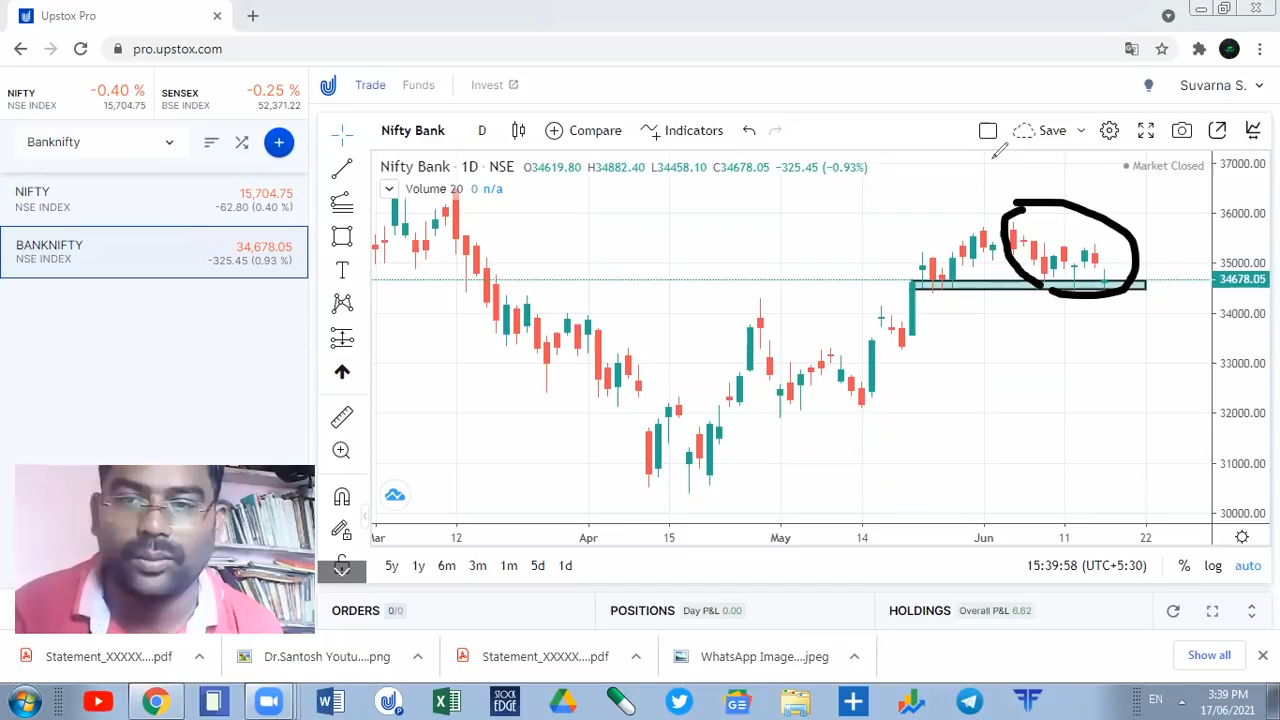 Upstox Pro
pro.upstox.com
NIFTY -0.40 % SENSEX -0.25 %
NSE INDEX 15,704.75 BSE INDEX 52,371.22
Trade Funds Invest Suvarna S.
Banknifty
Nifty Bank D Compare Indicators Save
Nifty Bank · 1D · NSE O34619.80 H34882.40 L34458.10 C34678.05 -325.45 (-0.93%) Market Closed
Volume 20 0 n/a
NIFTY 15,704.75
NSE INDEX -62.80 (0.40 %)
BANKNIFTY 34,678.05
NSE INDEX -325.45 (0.93 %)
37000.00
36000.00
35000.00
34678.05
34000.00
33000.00
32000.00
31000.00
30000.00
Mar 12 Apr 15 May 14 Jun 11 22
5y 1y 6m 3m 1m 5d 1d 15:39:58 (UTC+5:30) % log auto
ORDERS 0/0 POSITIONS Day P&L 0.00 HOLDINGS Overall P&L 6.62
Statement_XXXXX....pdf Dr.Santosh Youtu....png Statement_XXXXX....pdf WhatsApp Image....jpeg Show all
STOCK
EDGE
EN 3:39 PM
17/06/2021